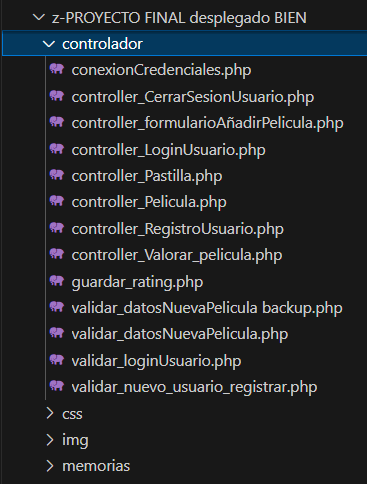 z-PROYECTO FINAL desplegado BIEN
controlador
conexionCredenciales.php
controller_CerrarSesionUsuario.php
controller_formularioAñadirPelicula.php
controller_LoginUsuario.php
controller_Pastilla.php
controller_Pelicula.php
controller_RegistroUsuario.php
controller_Valorar_pelicula.php
guardar_rating.php
validar_datosNuevaPelicula backup.php
validar_datosNuevaPelicula.php
validar_loginUsuario.php
validar_nuevo_usuario_registrar.php
css
img
memorias